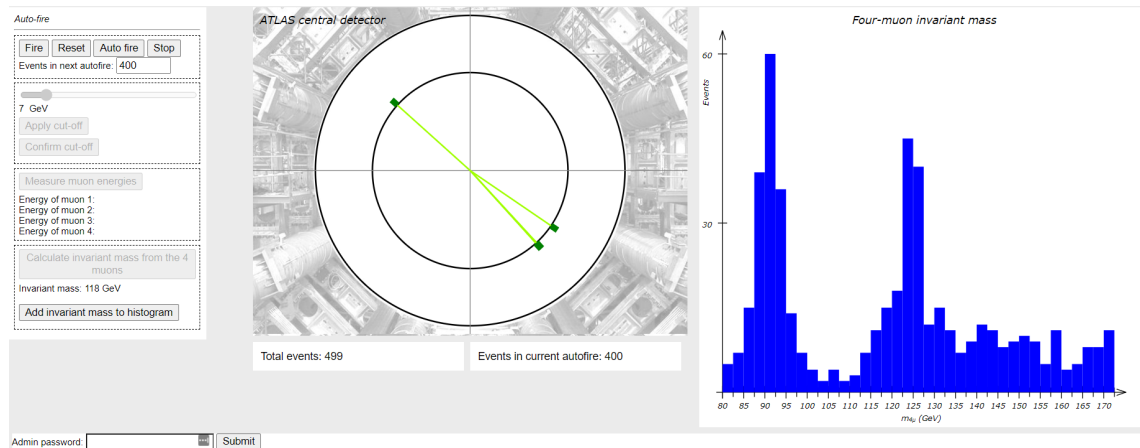 Auto-fire
Fire Reset Auto fire Stop
Events in next autofire: 400
7 GeV
Apply cut-off
Confirm cut-off
Measure muon energies
Energy of muon 1:
Energy of muon 2:
Energy of muon 3:
Energy of muon 4:
Calculate invariant mass from the 4
muons
Invariant mass: 118 GeV
Add invariant mass to histogram
ATLAS central detector
Total events: 499
Events in current autofire: 400
Four-muon invariant mass
60
Events
30
80 85 90 95 100 105 110 115 120 125 130 135 140 145 150 155 160 165 170
m4μ (GeV)
Admin password: Submit